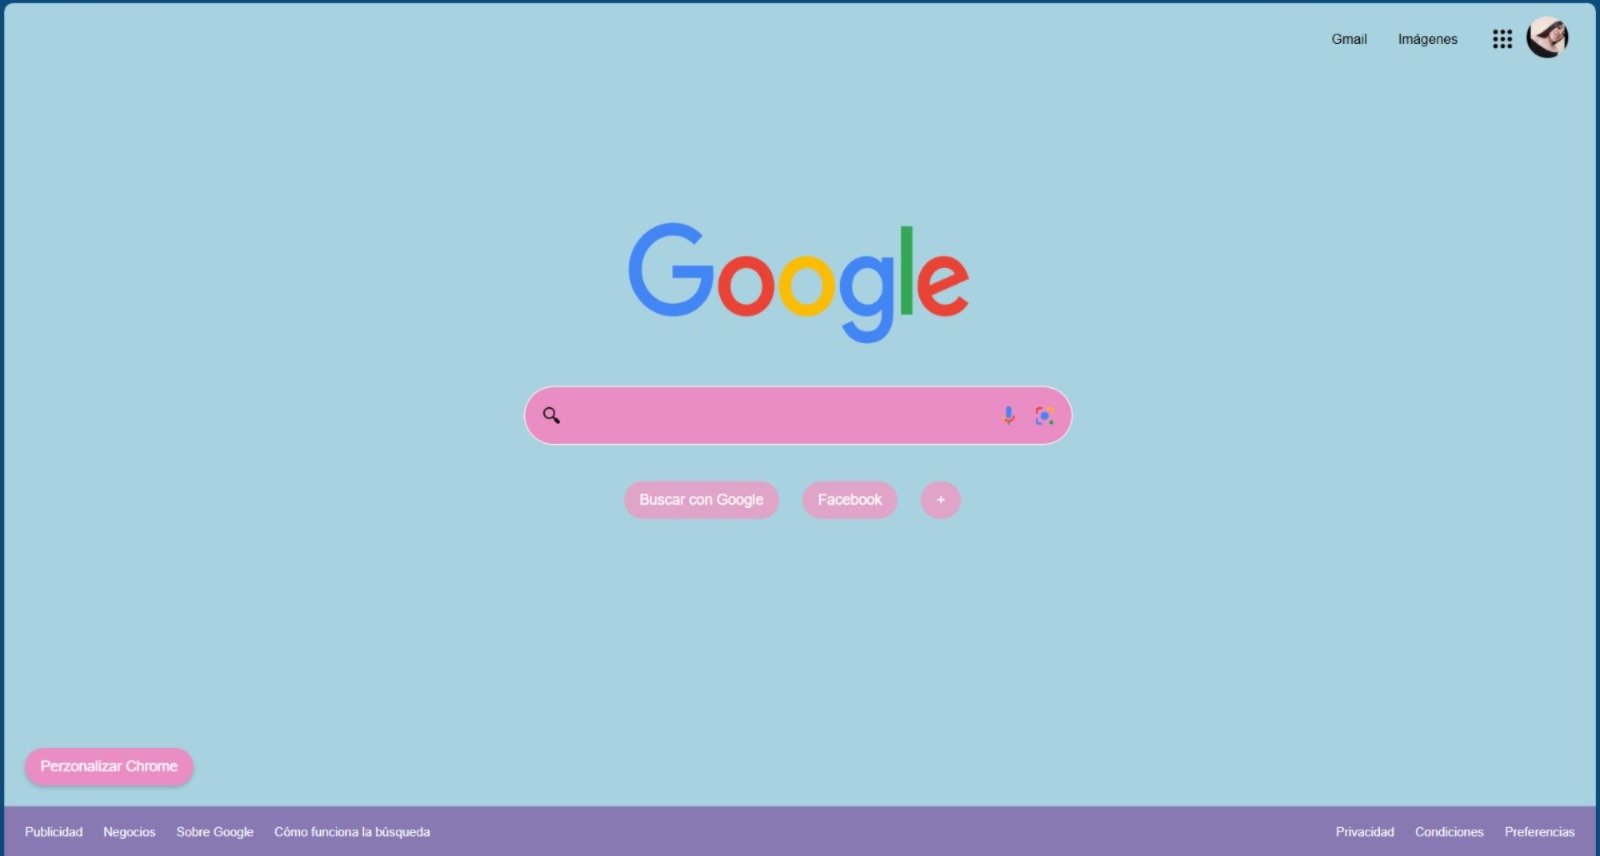 Gmail Imágenes
Google
Buscar con Google Facebook +
Perzonalizar Chrome
Publicidad Negocios Sobre Google Cómo funciona la búsqueda Privacidad Condiciones Preferencias